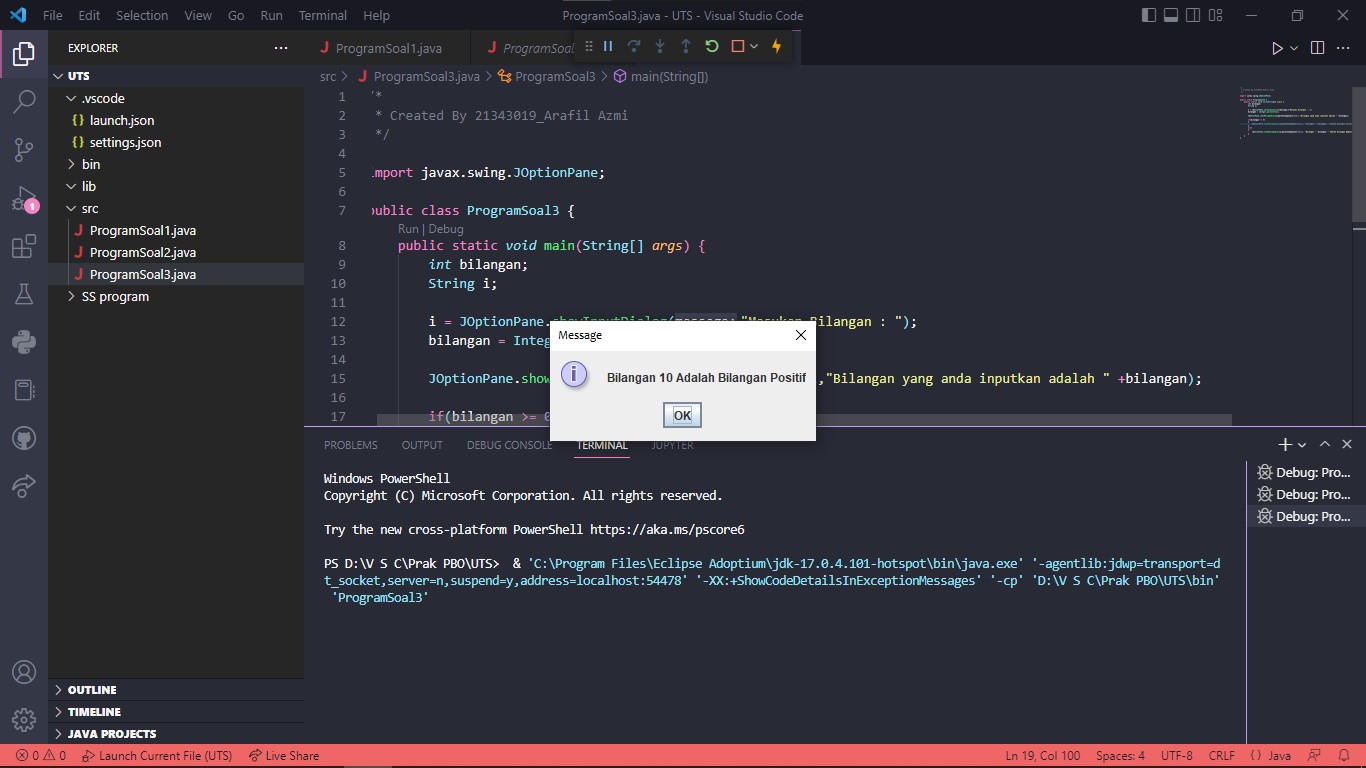 File Edit Selection View Go Run Terminal Help
ProgramSoal3.java - UTS - Visual Studio Code
EXPLORER
UTS
.vscode
launch.json
settings.json
bin
lib
src
ProgramSoal1.java
ProgramSoal2.java
ProgramSoal3.java
SS program
OUTLINE
TIMELINE
JAVA PROJECTS
1
ProgramSoal1.java
ProgramSoal
src > ProgramSoal3.java > ProgramSoal3 > main(String[])
1 *
2 * Created By 21343019_Arafil Azmi
3 */
4
5 mport javax.swing.JOptionPane;
6
7 public class ProgramSoal3 {
Run | Debug
8 public static void main(String[] args) {
9 int bilangan;
10 String i;
11
12 i = JOptionPane.showInputDialog(message:"Masukan Bilangan : ");
13 bilangan = Integ
14
15 JOptionPane.show ,"Bilangan yang anda inputkan adalah " +bilangan);
16
17 if(bilangan >= 0
Message
Bilangan 10 Adalah Bilangan Positif
OK
PROBLEMS OUTPUT DEBUG CONSOLE TERMINAL JUPYTER
Windows PowerShell
Copyright (C) Microsoft Corporation. All rights reserved.
Try the new cross-platform PowerShell https://aka.ms/pscore6
PS D:\V S C\Prak PBO\UTS> & 'C:\Program Files\Eclipse Adoptium\jdk-17.0.4.101-hotspot\bin\java.exe' '-agentlib:jdwp=transport=d
t_socket,server=n,suspend=y,address=localhost:54478' '-XX:+ShowCodeDetailsInExceptionMessages' '-cp' 'D:\V S C\Prak PBO\UTS\bin'
'ProgramSoal3'
Debug: Pro...
Debug: Pro...
Debug: Pro...
0 0 Launch Current File (UTS) Live Share
Ln 19, Col 100 Spaces: 4 UTF-8 CRLF {} Java